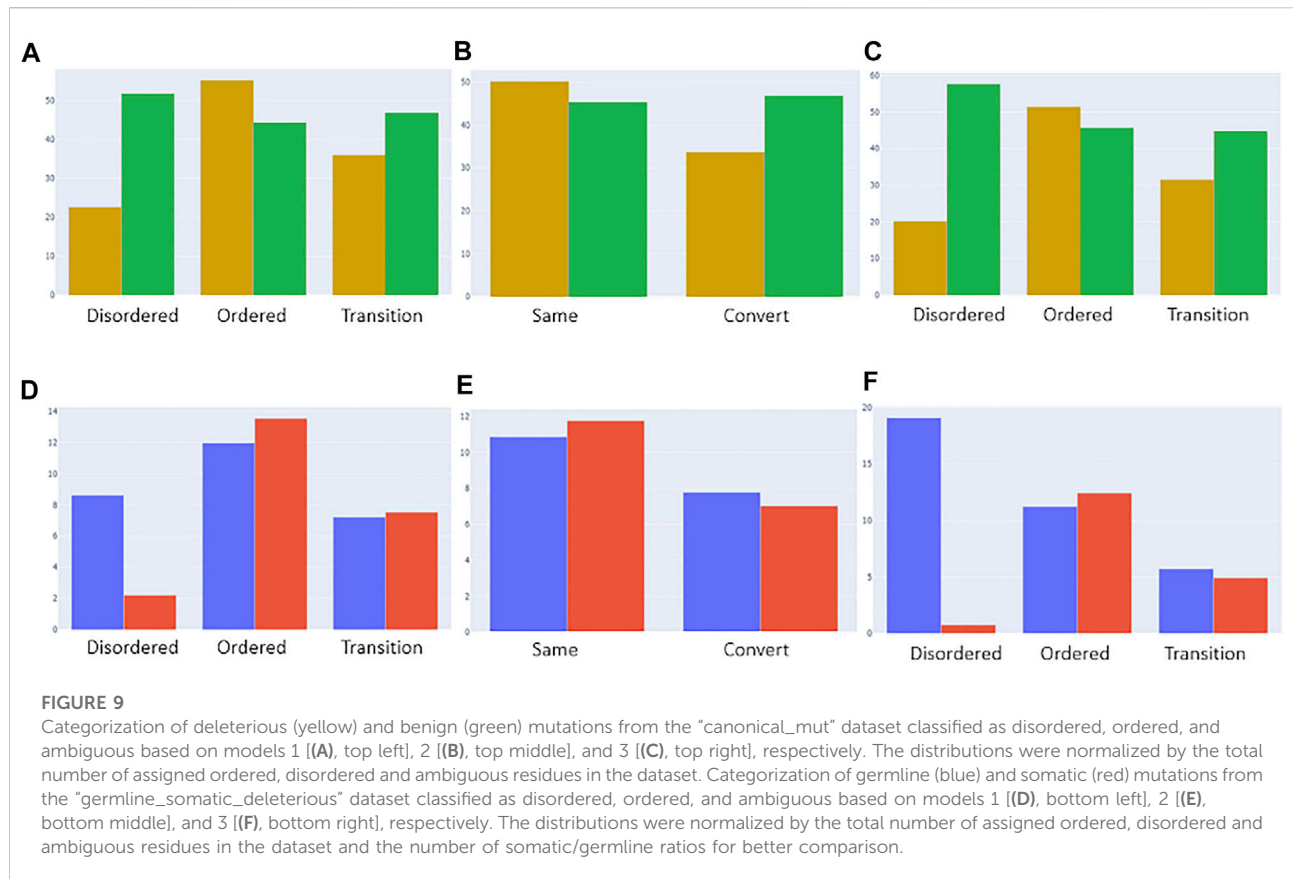 A
B
C
50
40
30
20
10
0
Disordered Ordered Transition
50
40
30
20
10
0
Same Convert
60
50
40
30
20
10
0
Disordered Ordered Transition
D
E
F
14
12
10
8
6
4
2
0
Disordered Ordered Transition
12
10
8
6
4
2
0
Same Convert
20
15
10
5
0
Disordered Ordered Transition
FIGURE 9
Categorization of deleterious (yellow) and benign (green) mutations from the “canonical_mut” dataset classified as disordered, ordered, and
ambiguous based on models 1 [(A), top left], 2 [(B), top middle], and 3 [(C), top right], respectively. The distributions were normalized by the total
number of assigned ordered, disordered and ambiguous residues in the dataset. Categorization of germline (blue) and somatic (red) mutations from
the “germline_somatic_deleterious” dataset classified as disordered, ordered, and ambiguous based on models 1 [(D), bottom left], 2 [(E),
bottom middle], and 3 [(F), bottom right], respectively. The distributions were normalized by the total number of assigned ordered, disordered and
ambiguous residues in the dataset and the number of somatic/germline ratios for better comparison.